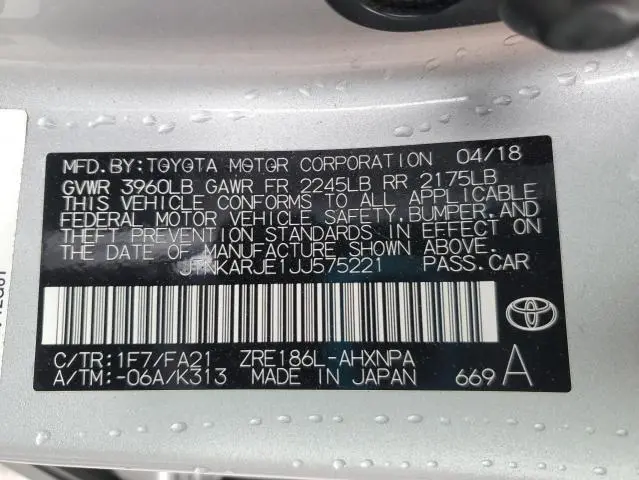 MFD.BY:TOYOTA MOTOR CORPORATION 04/18
GVWR 3960LB GAWR FR 2245LB RR 2175LB
THIS VEHICLE CONFORMS TO ALL APPLICABLE
FEDERAL MOTOR VEHICLE SAFETY,BUMPER,AND
THEFT PREVENTION STANDARDS IN EFFECT ON
THE DATE OF MANUFACTURE SHOWN ABOVE.
JTNKARJE1JJ575221 PASS.CAR
C/TR:1F7/FA21 ZRE186L-AHXNPA
A/TM:-06A/K313 MADE IN JAPAN 669 A